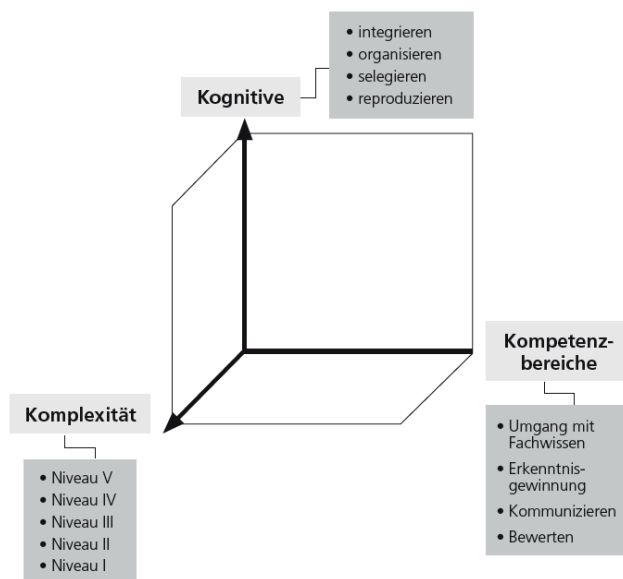 • integrieren
• organisieren
• selegieren
• reproduzieren
Kognitive
Kompetenz-
bereiche
• Umgang mit
Fachwissen
• Erkenntnis-
gewinnung
• Kommunizieren
• Bewerten
Komplexität
• Niveau V
• Niveau IV
• Niveau III
• Niveau II
• Niveau I